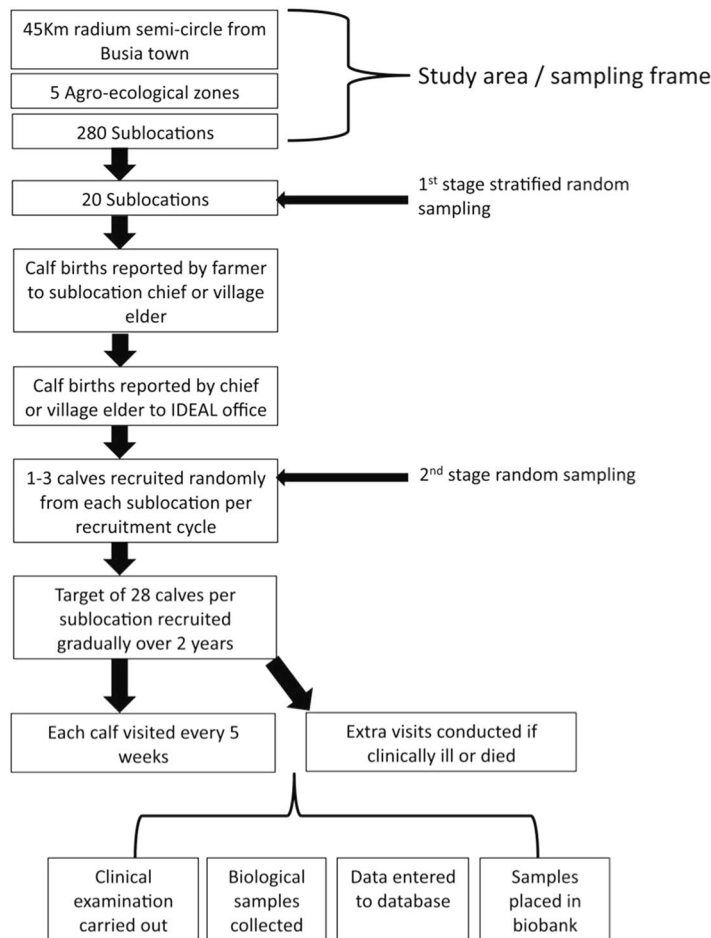 45Km radium semi-circle from
Busia town
5 Agro-ecological zones
280 Sublocations
Study area / sampling frame
20 Sublocations
1st stage stratified random
sampling
Calf births reported by farmer
to sublocation chief or village
elder
Calf births reported by chief
or village elder to IDEAL office
1-3 calves recruited randomly
from each sublocation per
recruitment cycle
2nd stage random sampling
Target of 28 calves per
sublocation recruited
gradually over 2 years
Each calf visited every 5
weeks
Extra visits conducted if
clinically ill or died
Clinical
examination
carried out
Biological
samples
collected
Data entered
to database
Samples
placed in
biobank